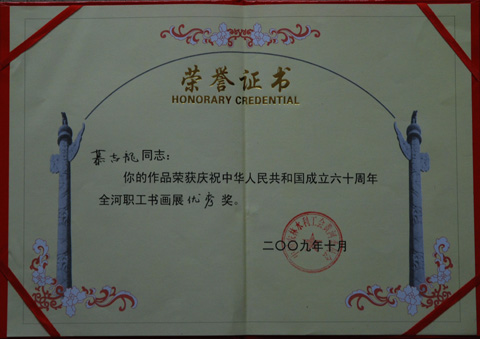 荣誉证书
HONORARY CREDENTIAL
同志：
你的作品荣获庆祝中华人民共和国成立六十周年
全河职工书画展优秀奖。
二〇〇九年十月